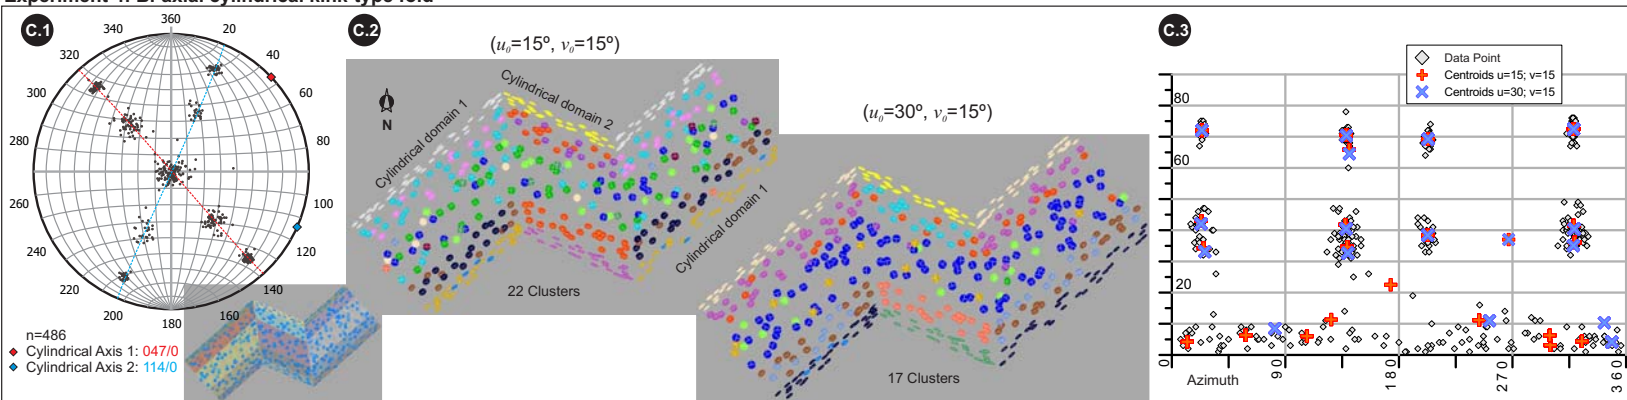 Experiment 4: Bi-axial cylindrical kink-type fold
C.1
360
340
20
320
40
300
60
280
80
260
100
240
120
220
140
200
180
160
n=486
Cylindrical Axis 1: 047/0
Cylindrical Axis 2: 114/0
C.2
(u₀=15º, v₀=15º)
N
Cylindrical domain 1
Cylindrical domain 2
Cylindrical domain 1
22 Clusters
(u₀=30º, v₀=15º)
17 Clusters
C.3
Data Point
Centroids u=15; v=15
Centroids u=30; v=15
80
60
40
20
0
90
180
270
360
Azimuth